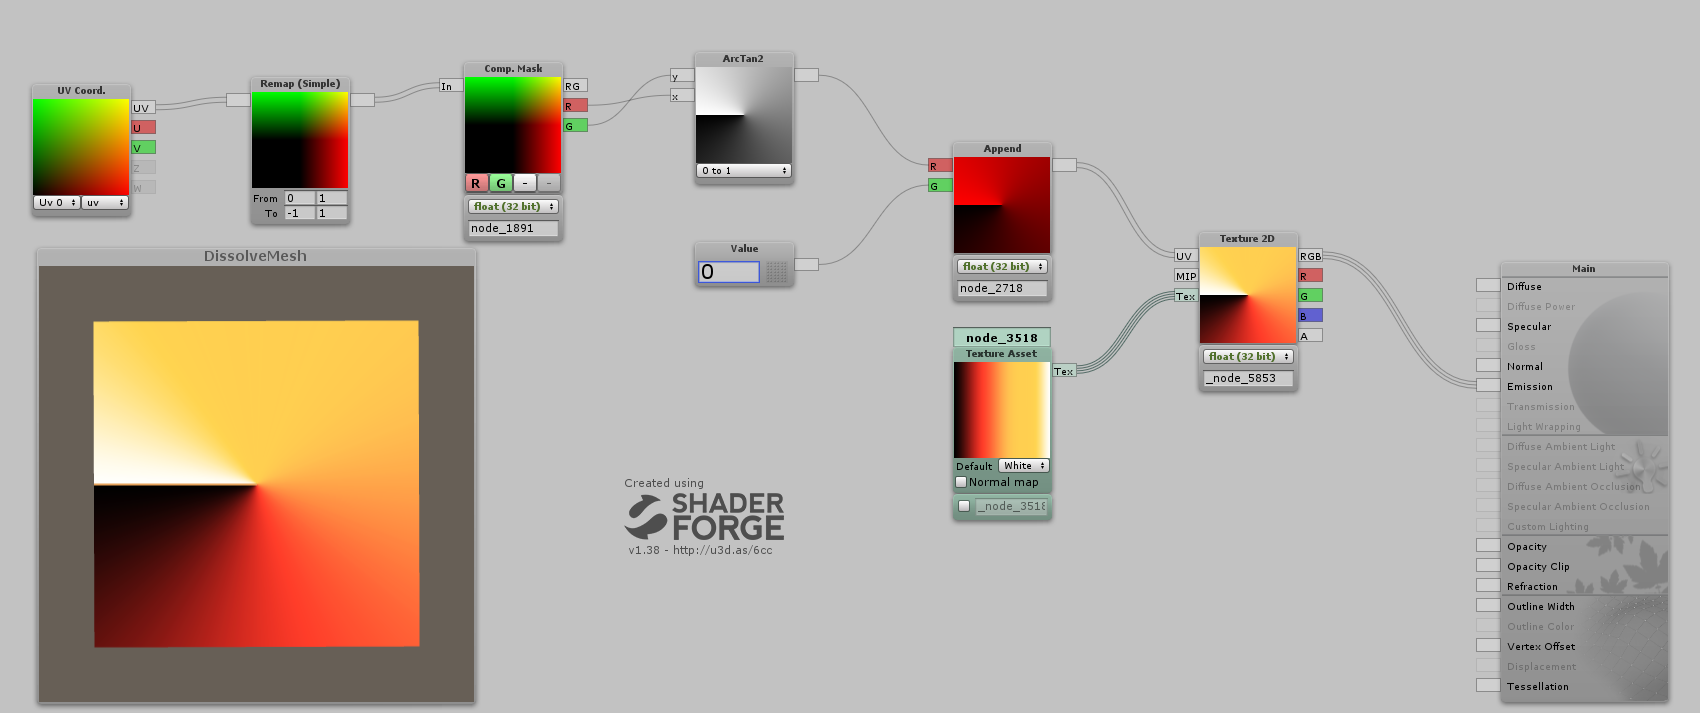 UV Coord.
UV
U
V
Z
W
Uv 0
uv
Remap (Simple)
From 0 1
To -1 1
Comp. Mask
In
RG
R
G
R G - -
float (32 bit)
node_1891
ArcTan2
y
x
0 to 1
Value
0
Append
R
G
float (32 bit)
node_2718
node_3518
Texture Asset
Tex
Default White
Normal map
_node_3518
Texture 2D
UV
MIP
Tex
RGB
R
G
B
A
float (32 bit)
_node_5853
Main
Diffuse
Diffuse Power
Specular
Gloss
Normal
Emission
Transmission
Light Wrapping
Diffuse Ambient Light
Specular Ambient Light
Diffuse Ambient Occlusion
Specular Ambient Occlusion
Custom Lighting
Opacity
Opacity Clip
Refraction
Outline Width
Outline Color
Vertex Offset
Displacement
Tessellation
DissolveMesh
Created using
SHADER
FORGE
v1.38 - http://u3d.as/6cc